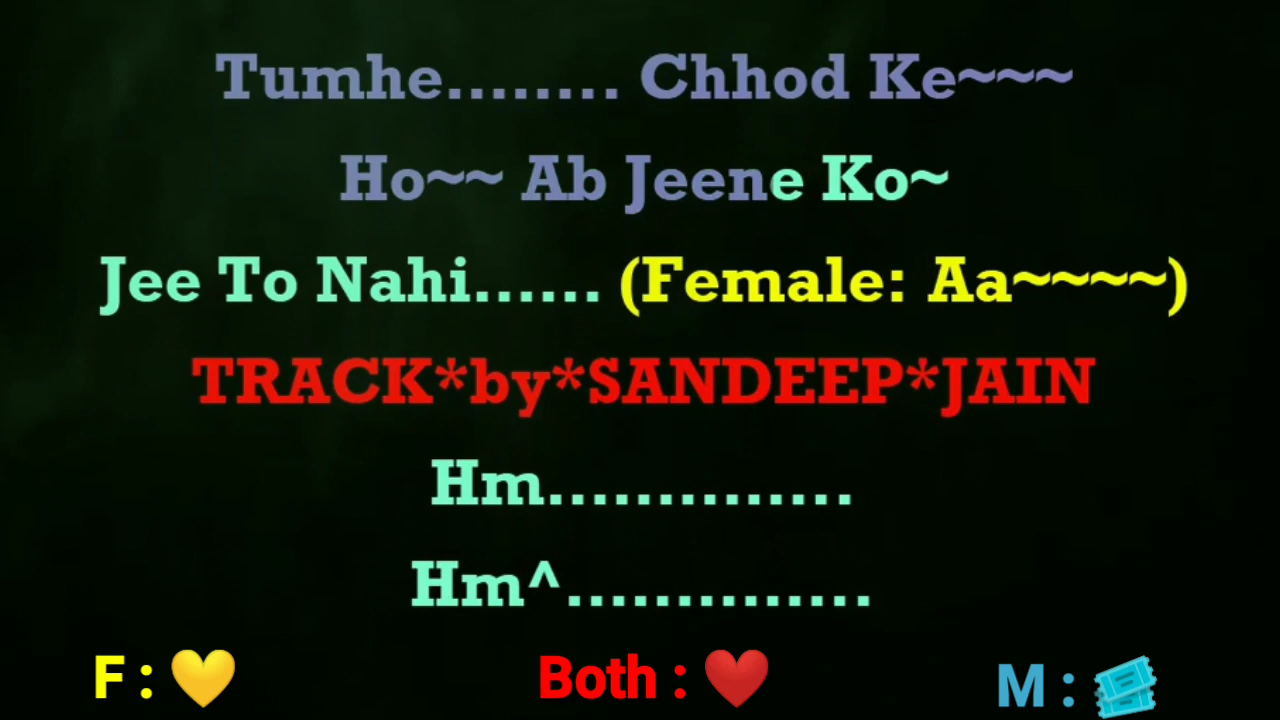 Tumhe........ Chhod Ke~~~
Ho~~ Ab Jeene Ko~
Jee To Nahi...... (Female: Aa~~~~)
TRACK*by*SANDEEP*JAIN
Hm..............
Hm^..............
F : 💛 Both : ❤️ M : 🎟️